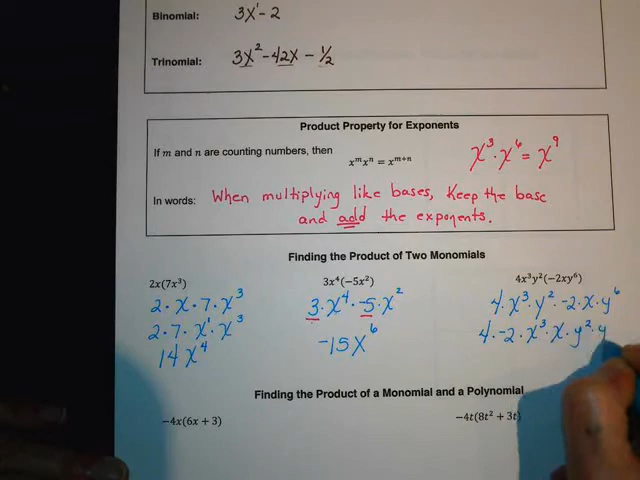 Binomial: 3x¹ - 2
Trinomial: 3x² - 42x - 1/2
Product Property for Exponents
If m and n are counting numbers, then
xᵐxⁿ = xᵐ⁺ⁿ
x³ · x⁶ = x⁹
In words: When multiplying like bases, Keep the base
and add the exponents.
Finding the Product of Two Monomials
2x(7x³) 3x⁴(−5x²) 4x³y²(−2xy⁶)
2 · x · 7 · x³ 3 · x⁴ · -5 · x² 4 · x³ · y² · -2 · x · y⁶
2 · 7 · x¹ · x³ -15x⁶ 4 · -2 · x³ · x · y² · y
14x⁴
Finding the Product of a Monomial and a Polynomial
−4x(6x + 3) −4t(8t² + 3t)